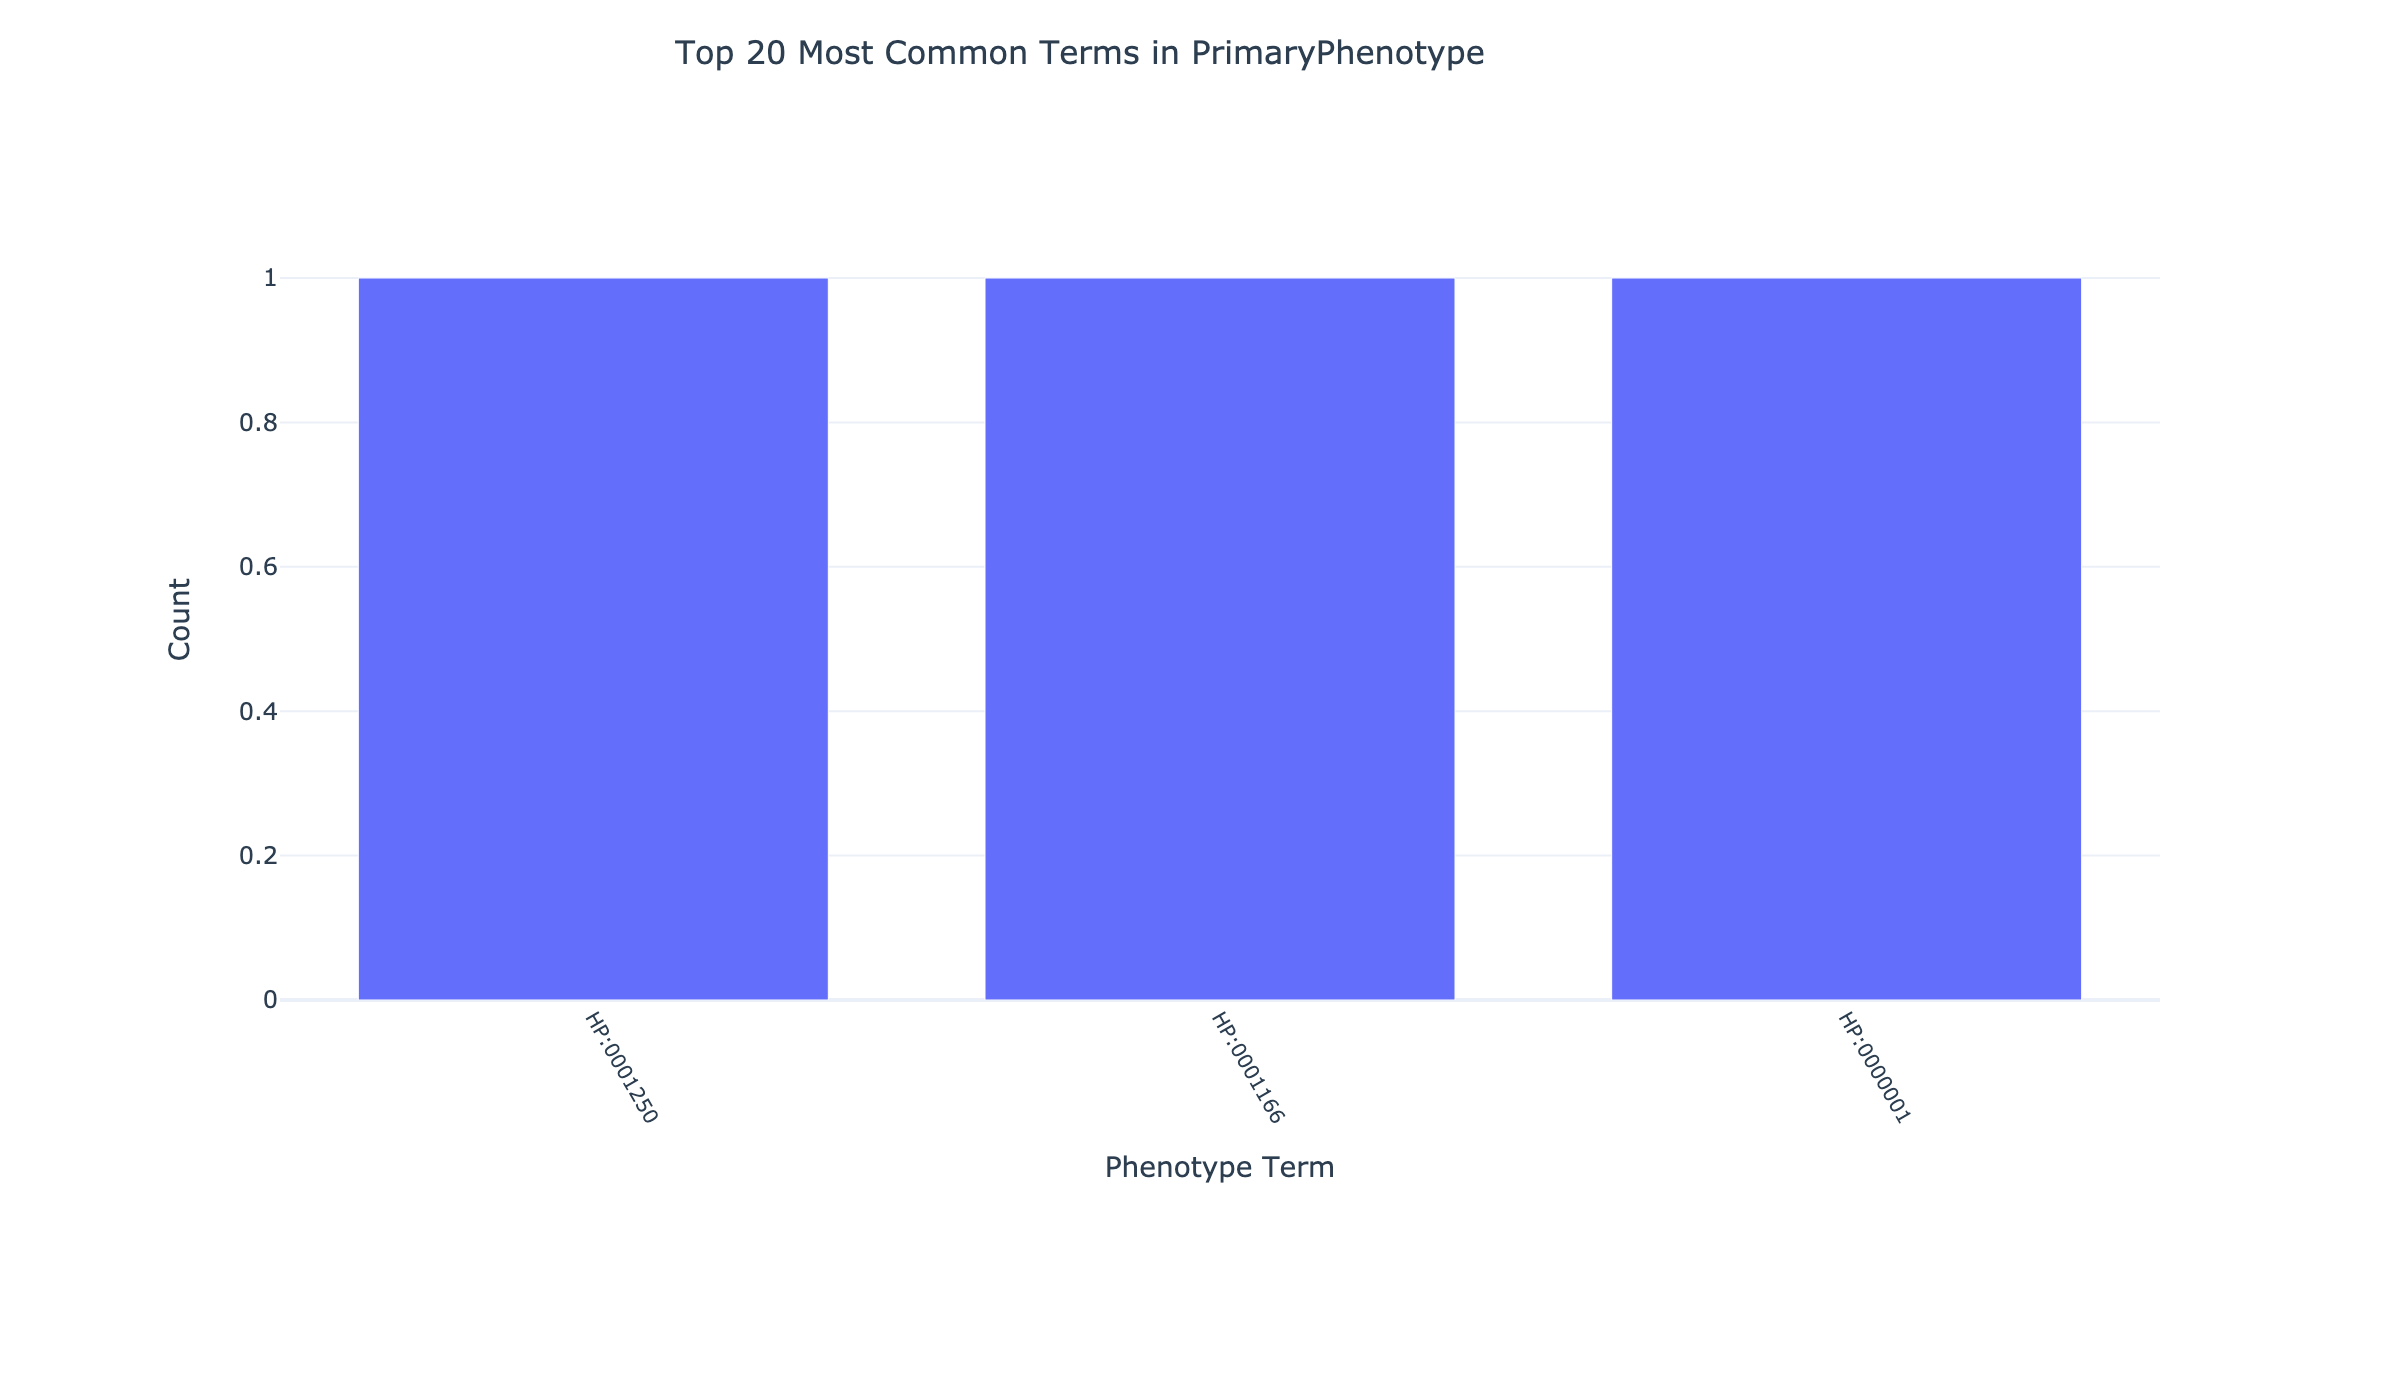 Top 20 Most Common Terms in PrimaryPhenotype
1
0.8
0.6
0.4
0.2
0
Count
HP:0001250
HP:0001166
HP:0000001
Phenotype Term